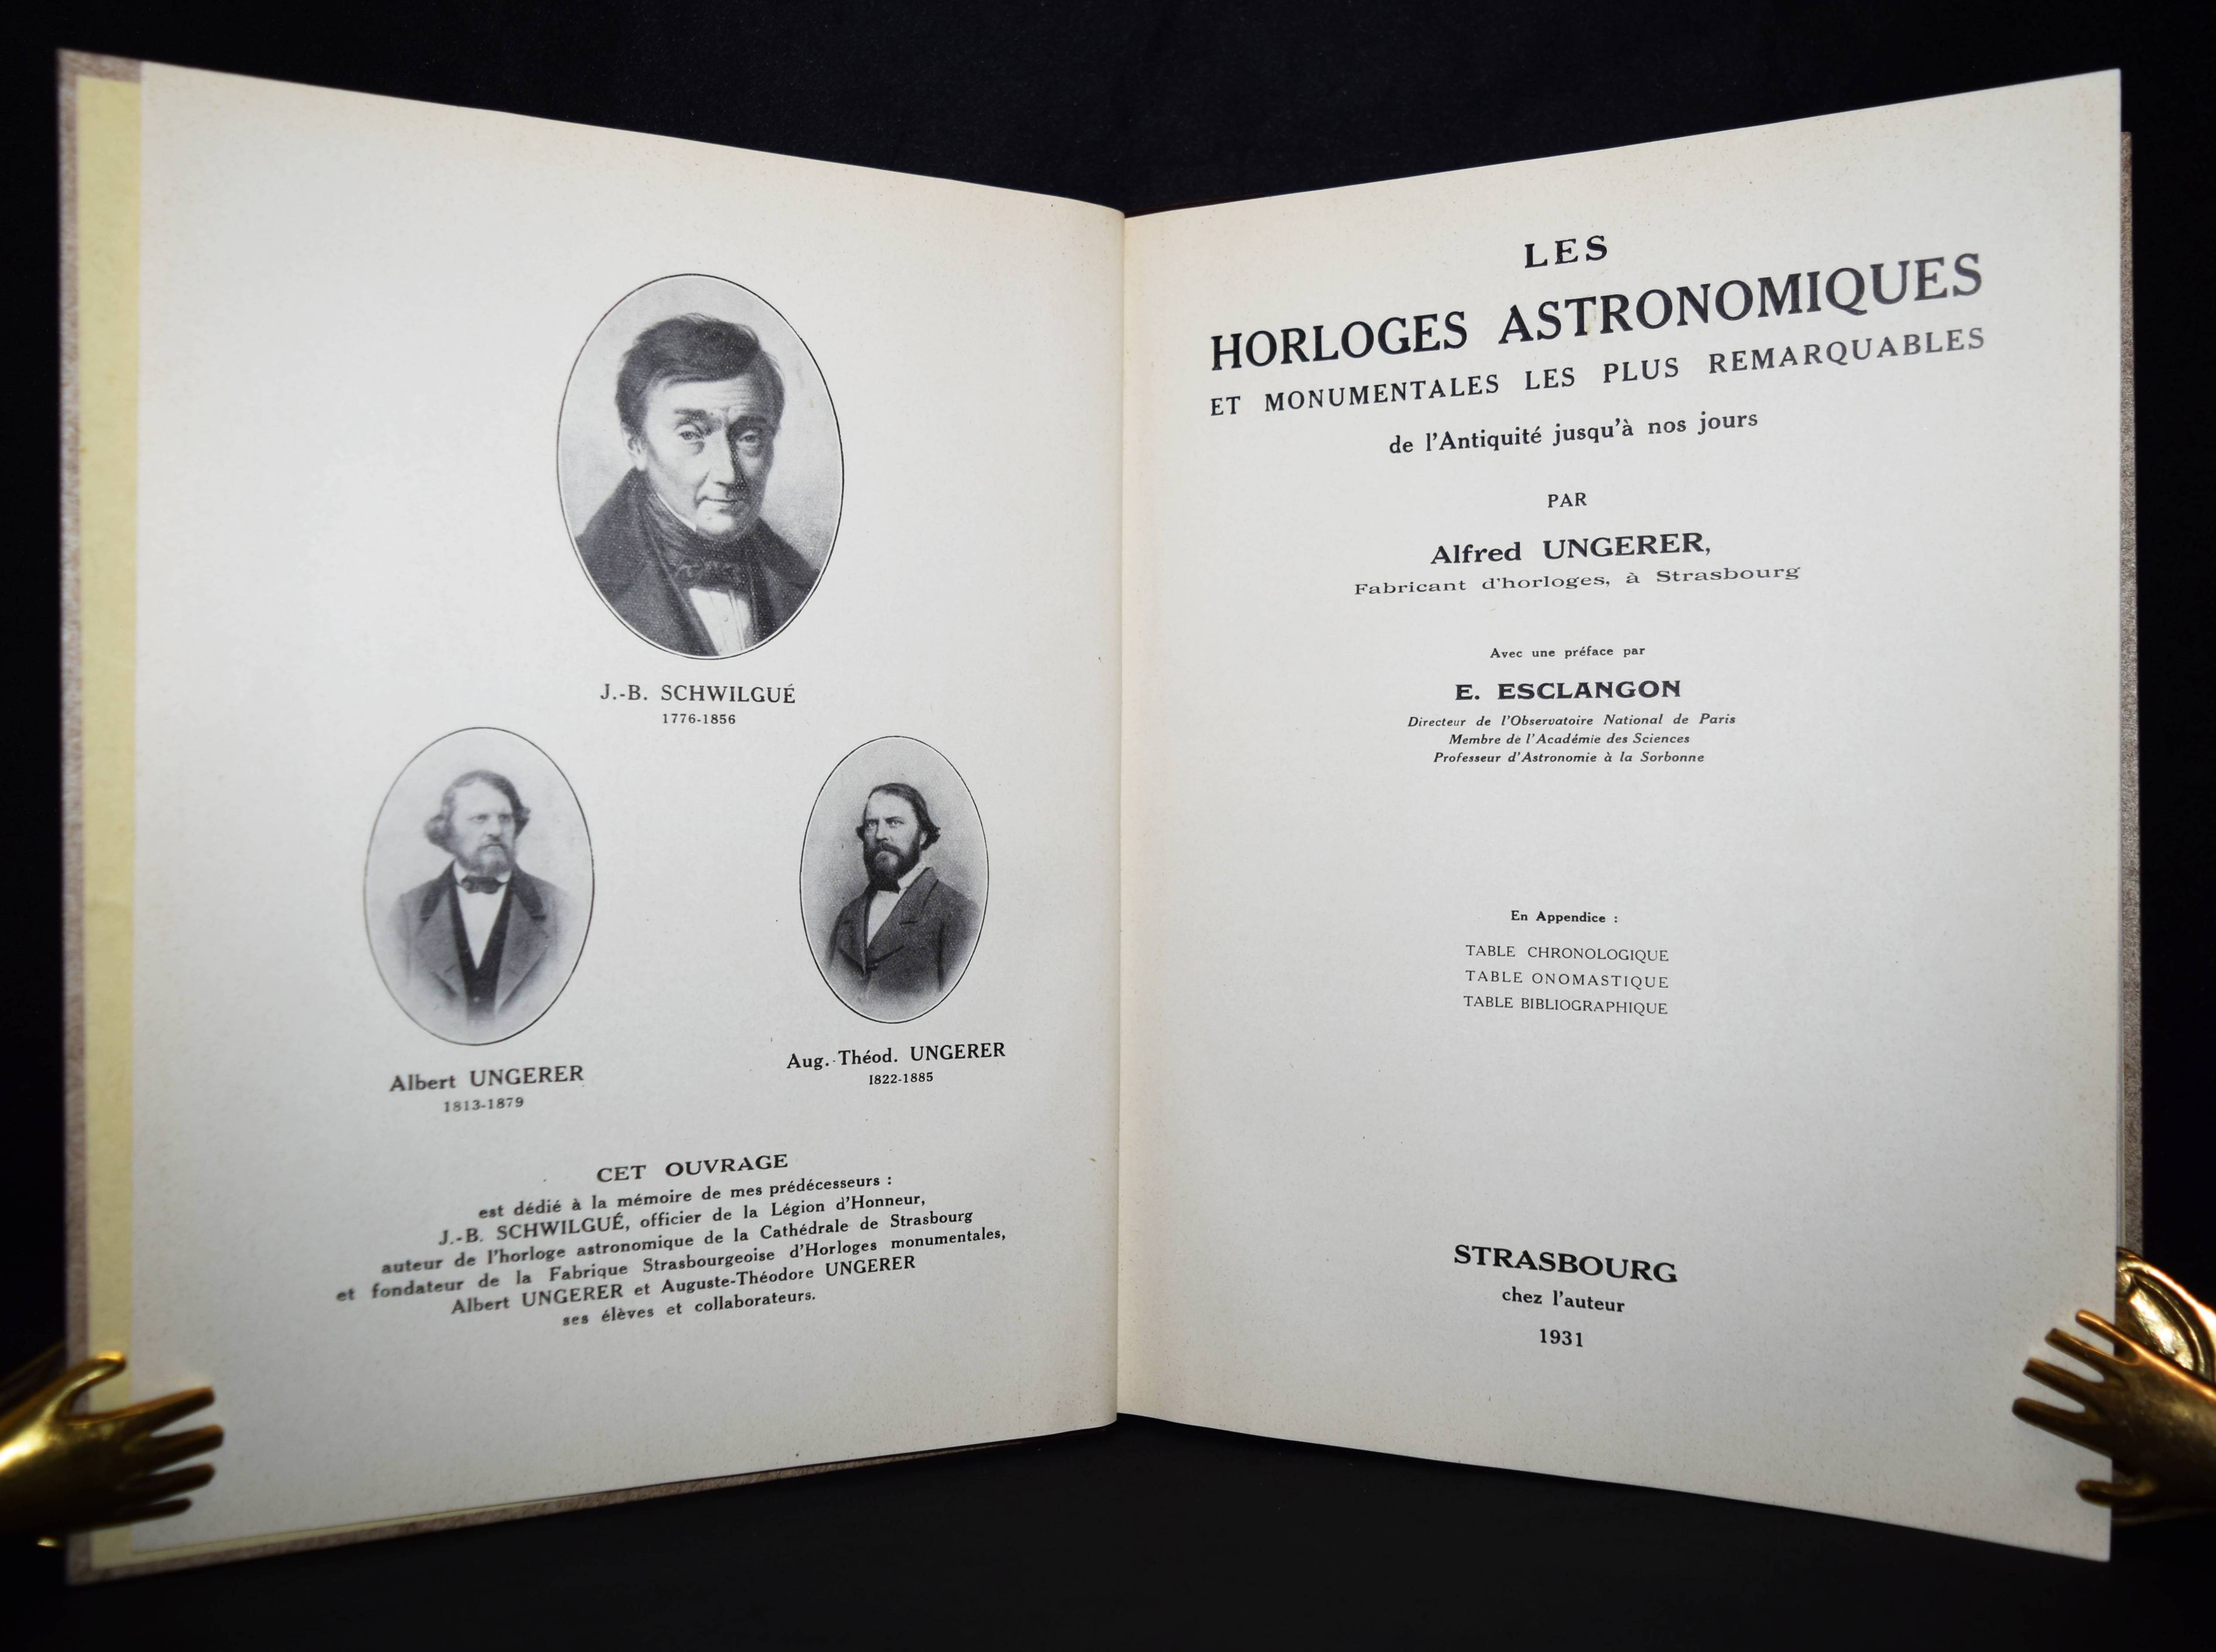 J.-B. SCHWILGUÉ
1776-1856
Albert UNGERER
1813-1879
Aug.-Théod. UNGERER
1822-1885
CET OUVRAGE
est dédié à la mémoire de mes prédécesseurs :
J.-B. SCHWILGUÉ, officier de la Légion d'Honneur,
auteur de l'horloge astronomique de la Cathédrale de Strasbourg
et fondateur de la Fabrique Strasbourgeoise d'Horloges monumentales,
Albert UNGERER et Auguste-Théodore UNGERER
ses élèves et collaborateurs.
LES
HORLOGES ASTRONOMIQUES
ET MONUMENTALES LES PLUS REMARQUABLES
de l'Antiquité jusqu'à nos jours
PAR
Alfred UNGERER,
Fabricant d'horloges, à Strasbourg
Avec une préface par
E. ESCLANGON
Directeur de l'Observatoire National de Paris
Membre de l'Académie des Sciences
Professeur d'Astronomie à la Sorbonne
En Appendice :
TABLE CHRONOLOGIQUE
TABLE ONOMASTIQUE
TABLE BIBLIOGRAPHIQUE
STRASBOURG
chez l'auteur
1931